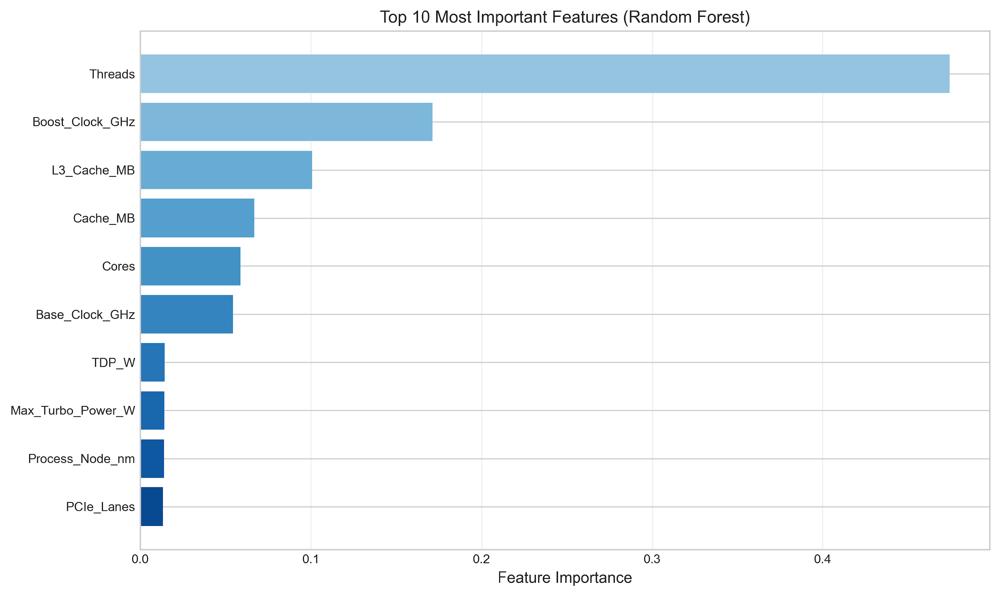 Top 10 Most Important Features (Random Forest)
Threads
Boost_Clock_GHz
L3_Cache_MB
Cache_MB
Cores
Base_Clock_GHz
TDP_W
Max_Turbo_Power_W
Process_Node_nm
PCIe_Lanes
0.0 0.1 0.2 0.3 0.4
Feature Importance